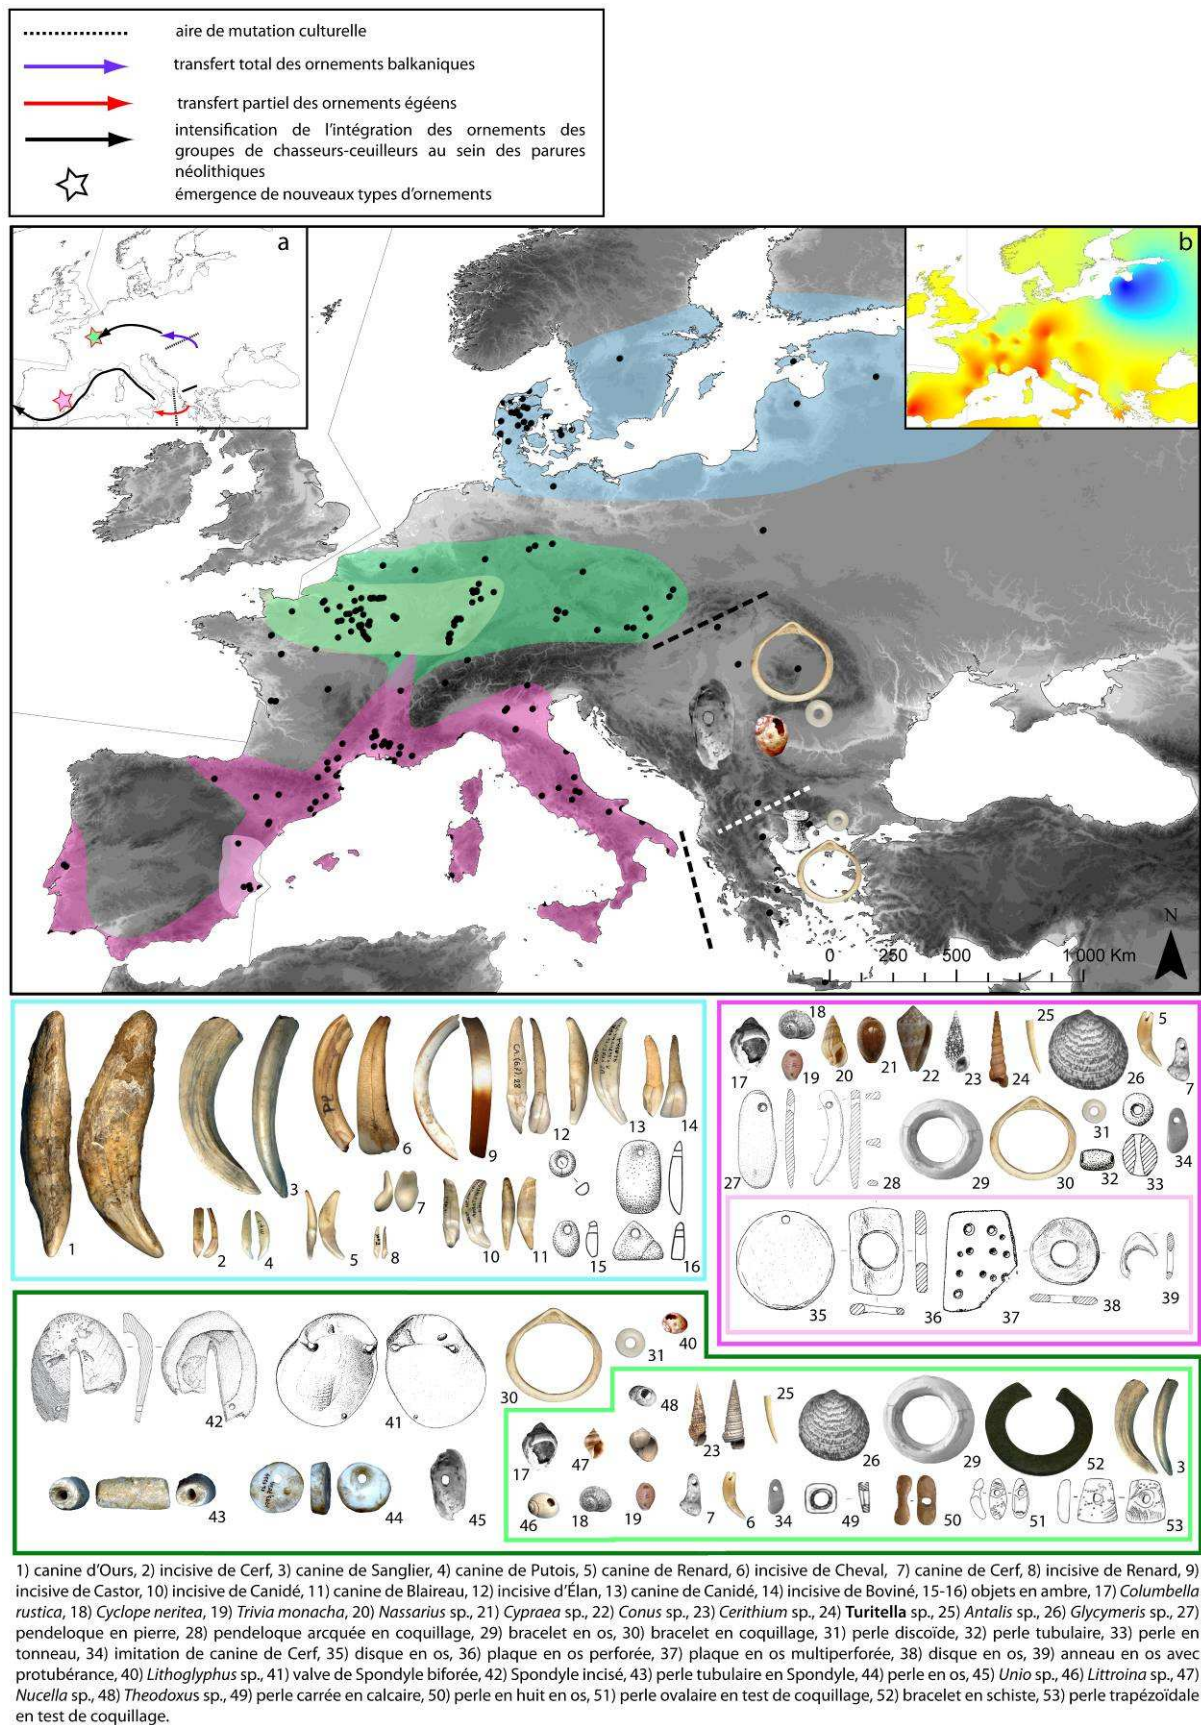 aire de mutation culturelle
transfert total des ornements balkaniques
transfert partiel des ornements égéens
intensification de l'intégration des ornements des
groupes de chasseurs-ceuilleurs au sein des parures
néolithiques
émergence de nouveaux types d'ornements
a
b
N
0 250 500 1 000 Km
18 25 5
17 19 20 21 22 23 24 26 7
27 28 29 30 31 32 33 34
35 36 37 38 39
1 3 6 9 12 13 14
2 4 5 7 8 10 11 15 16
42 41 30 31 40
43 44 45
48 25
17 47 23 26 29 52 3
46 18 19 7 6 34 49 50 51 53
1) canine d'Ours, 2) incisive de Cerf, 3) canine de Sanglier, 4) canine de Putois, 5) canine de Renard, 6) incisive de Cheval, 7) canine de Cerf, 8) incisive de Renard, 9)
incisive de Castor, 10) incisive de Canidé, 11) canine de Blaireau, 12) incisive d'Élan, 13) canine de Canidé, 14) incisive de Boviné, 15-16) objets en ambre, 17) Columbella
rustica, 18) Cyclope neritea, 19) Trivia monacha, 20) Nassarius sp., 21) Cypraea sp., 22) Conus sp., 23) Cerithium sp., 24) Turitella sp., 25) Antalis sp., 26) Glycymeris sp., 27)
pendeloque en pierre, 28) pendeloque arcquée en coquillage, 29) bracelet en os, 30) bracelet en coquillage, 31) perle discoïde, 32) perle tubulaire, 33) perle en
tonneau, 34) imitation de canine de Cerf, 35) disque en os, 36) plaque en os perforée, 37) plaque en os multiperforée, 38) disque en os, 39) anneau en os avec
protubérance, 40) Lithoglyphus sp., 41) valve de Spondyle biforée, 42) Spondyle incisé, 43) perle tubulaire en Spondyle, 44) perle en os, 45) Unio sp., 46) Littroina sp., 47)
Nucella sp., 48) Theodoxus sp., 49) perle carrée en calcaire, 50) perle en huit en os, 51) perle ovalaire en test de coquillage, 52) bracelet en schiste, 53) perle trapézoïdale
en test de coquillage.